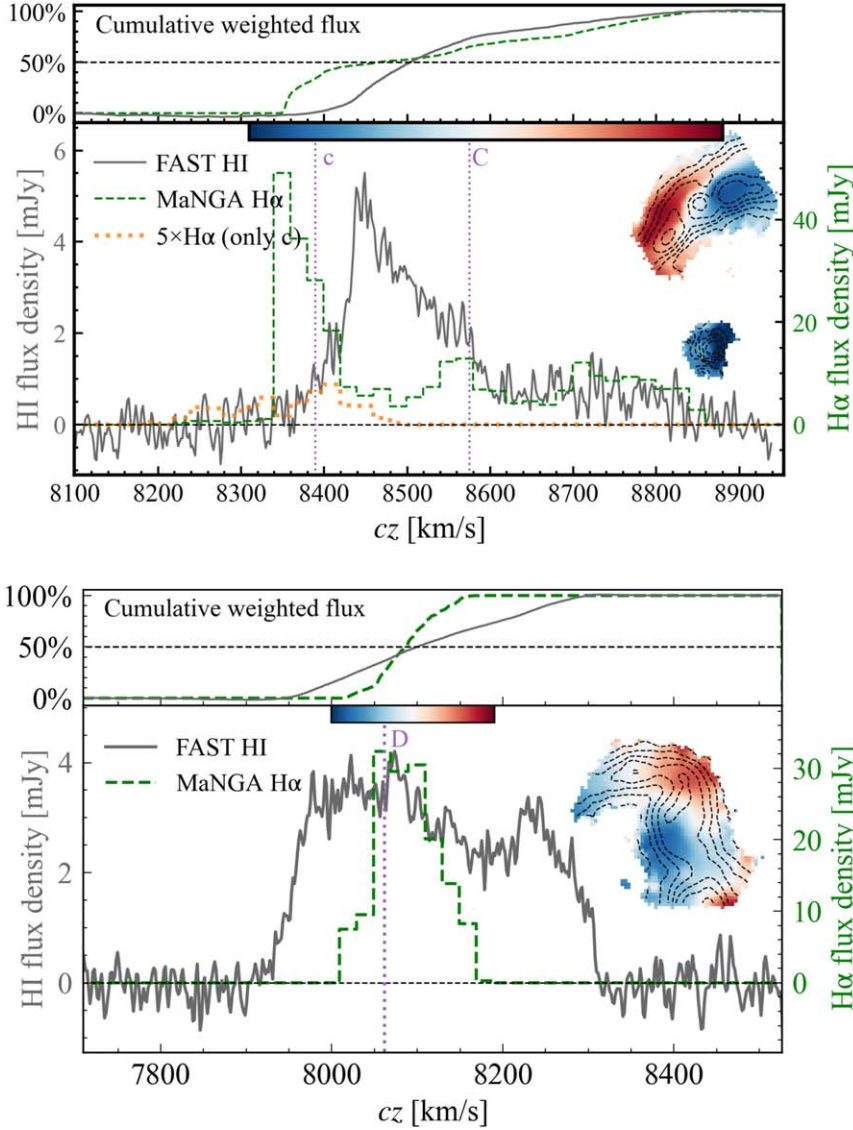 100%
Cumulative weighted flux
50%
0%
6
FAST HI
c
C
MaNGA Hα
40
4
5×Hα (only c)
2
20
0
0
HI flux density [mJy]
Hα flux density [mJy]
8100 8200 8300 8400 8500 8600 8700 8800 8900
cz [km/s]
100%
Cumulative weighted flux
50%
0%
FAST HI
D
4
30
MaNGA Hα
20
2
10
0
0
HI flux density [mJy]
Hα flux density [mJy]
7800 8000 8200 8400
cz [km/s]